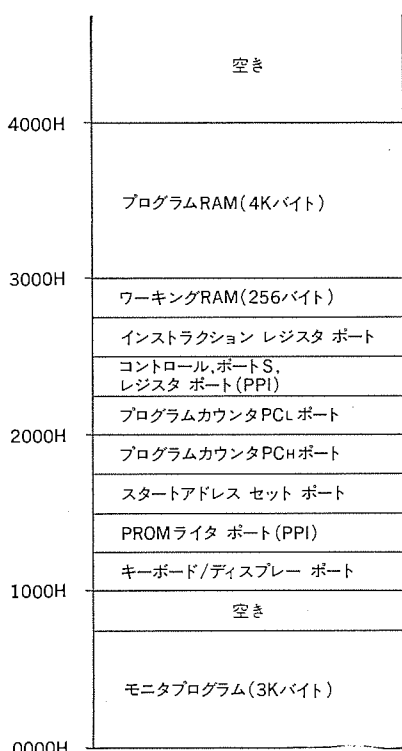 空き
4000H
プログラムRAM(4Kバイト)
3000H
ワーキングRAM(256バイト)
インストラクション レジスタ ポート
コントロール,ポートS,
レジスタ ポート(PPI)
プログラムカウンタPCLポート
2000H
プログラムカウンタPCHポート
スタートアドレス セット ポート
PROMライタ ポート(PPI)
キーボード/ディスプレー ポート
1000H
空き
モニタプログラム(3Kバイト)
0000H